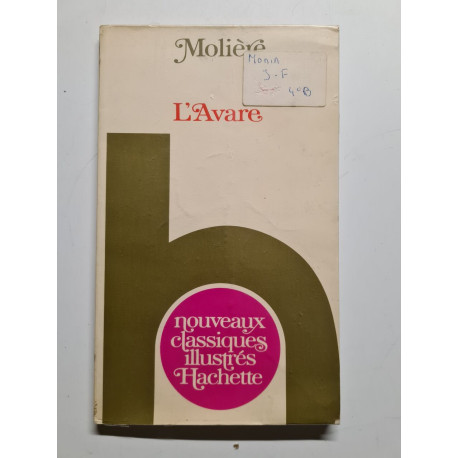 Molière
Monin
3-F
4°B
L'Avare
nouveaux
classiques
illustrés
Hachette